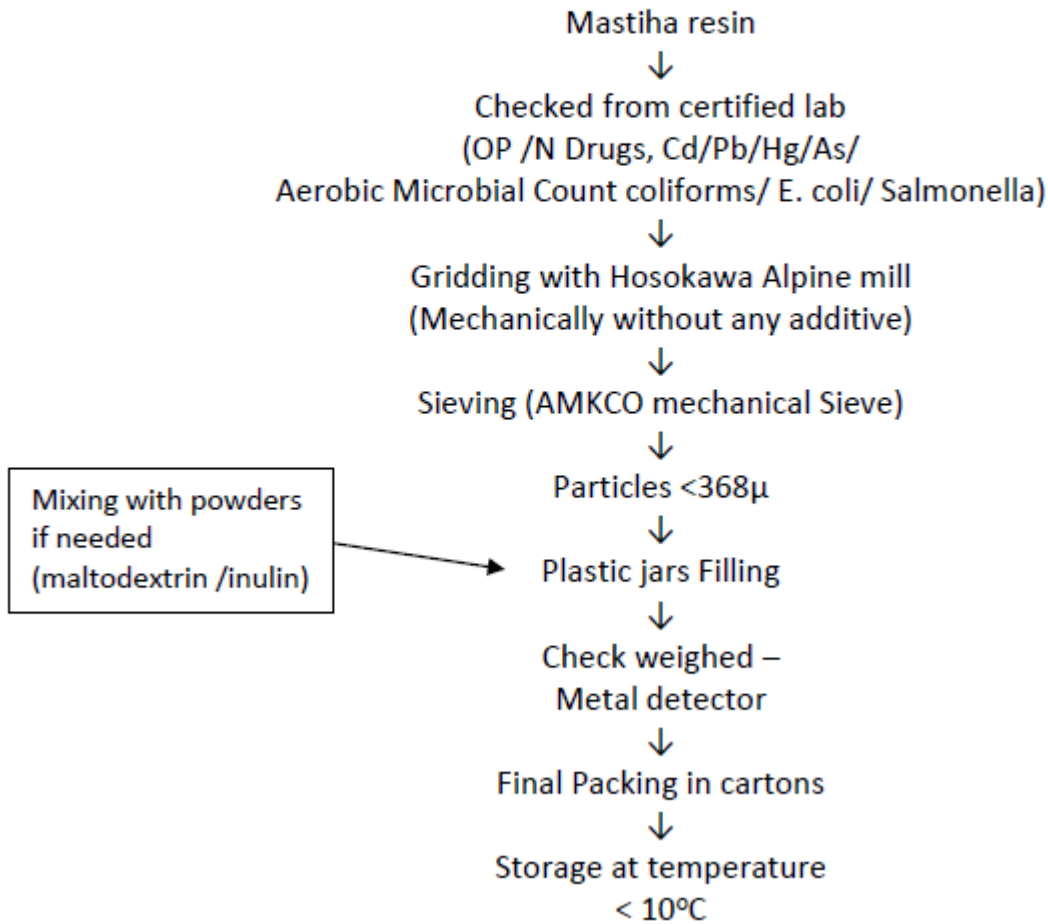 Mastiha resin
↓
Checked from certified lab
(OP /N Drugs, Cd/Pb/Hg/As/
Aerobic Microbial Count coliforms/ E. coli/ Salmonella)
↓
Gridding with Hosokawa Alpine mill
(Mechanically without any additive)
↓
Sieving (AMKCO mechanical Sieve)
↓
Particles <368μ
↓
Mixing with powders
if needed
(maltodextrin /inulin)
Plastic jars Filling
↓
Check weighed –
Metal detector
↓
Final Packing in cartons
↓
Storage at temperature
< 10°C